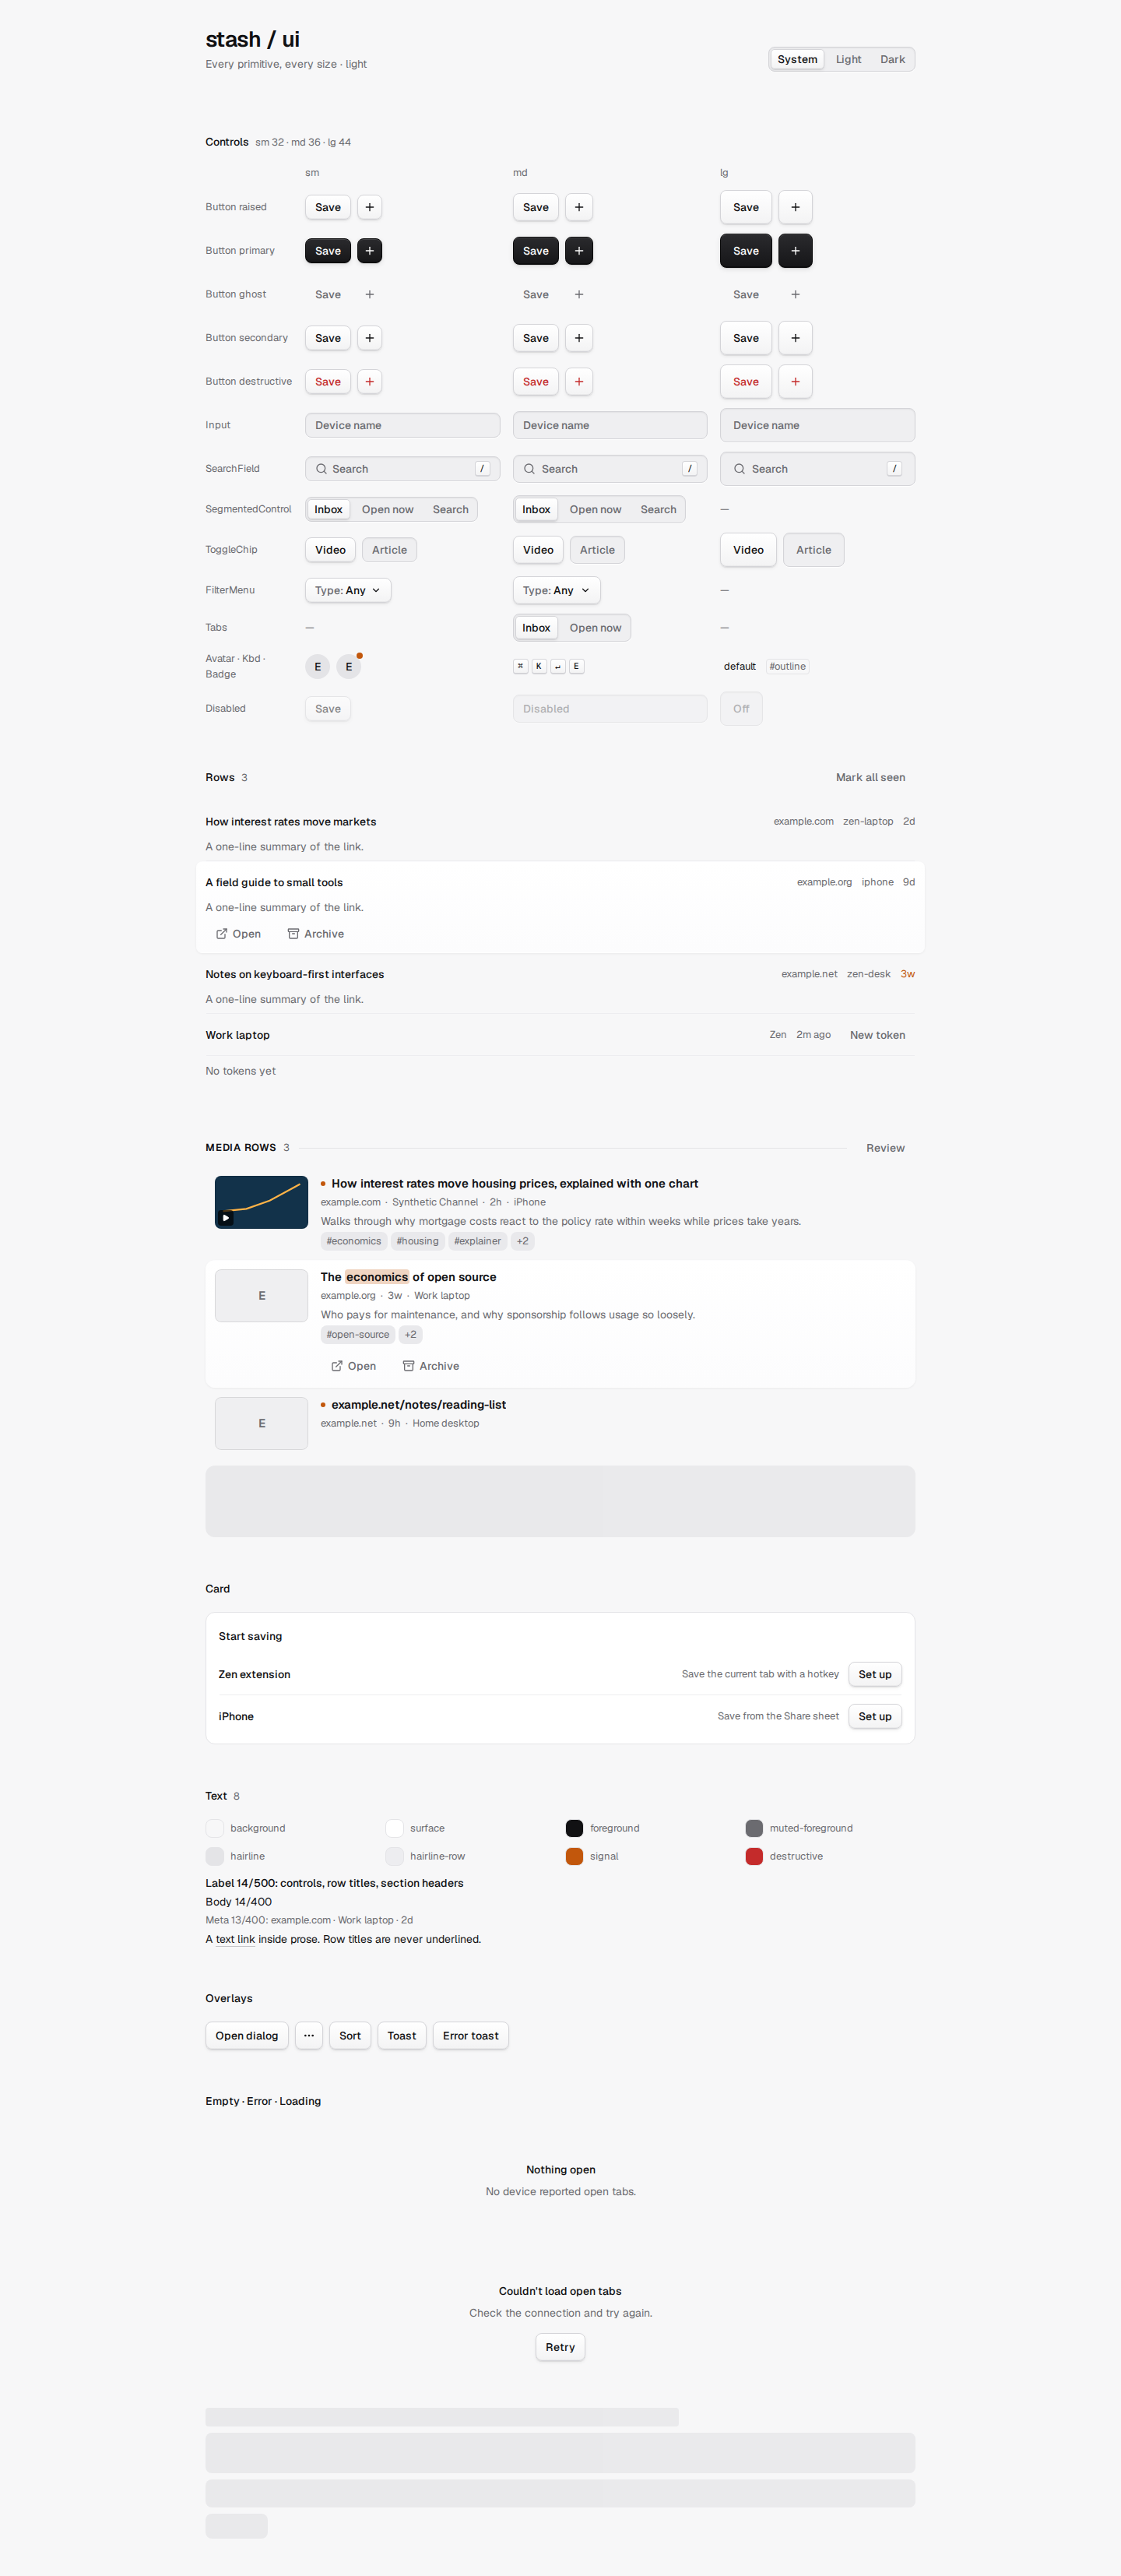 stash / ui
Every primitive, every size · light
System Light Dark
Controls sm 32 · md 36 · lg 44
sm md lg
Button raised Save + Save + Save +
Button primary Save + Save + Save +
Button ghost Save + Save + Save +
Button secondary Save + Save + Save +
Button destructive Save + Save + Save +
Input Device name Device name Device name
SearchField Search / Search / Search /
SegmentedControl Inbox Open now Search Inbox Open now Search —
ToggleChip Video Article Video Article Video Article
FilterMenu Type: Any Type: Any —
Tabs — Inbox Open now —
Avatar · Kbd ·
Badge
E E ⌘ K ↵ E default #outline
Disabled Save Disabled Off
Rows 3 Mark all seen
How interest rates move markets example.com zen-laptop 2d
A one-line summary of the link.
A field guide to small tools example.org iphone 9d
A one-line summary of the link.
Open Archive
Notes on keyboard-first interfaces example.net zen-desk 3w
A one-line summary of the link.
Work laptop Zen 2m ago New token
No tokens yet
MEDIA ROWS 3 Review
How interest rates move housing prices, explained with one chart
example.com · Synthetic Channel · 2h · iPhone
Walks through why mortgage costs react to the policy rate within weeks while prices take years.
#economics #housing #explainer +2
E The economics of open source
example.org · 3w · Work laptop
Who pays for maintenance, and why sponsorship follows usage so loosely.
#open-source +2
Open Archive
E example.net/notes/reading-list
example.net · 9h · Home desktop
Card
Start saving
Zen extension Save the current tab with a hotkey Set up
iPhone Save from the Share sheet Set up
Text 8
background surface foreground muted-foreground
hairline hairline-row signal destructive
Label 14/500: controls, row titles, section headers
Body 14/400
Meta 13/400: example.com · Work laptop · 2d
A text link inside prose. Row titles are never underlined.
Overlays
Open dialog ··· Sort Toast Error toast
Empty · Error · Loading
Nothing open
No device reported open tabs.
Couldn't load open tabs
Check the connection and try again.
Retry